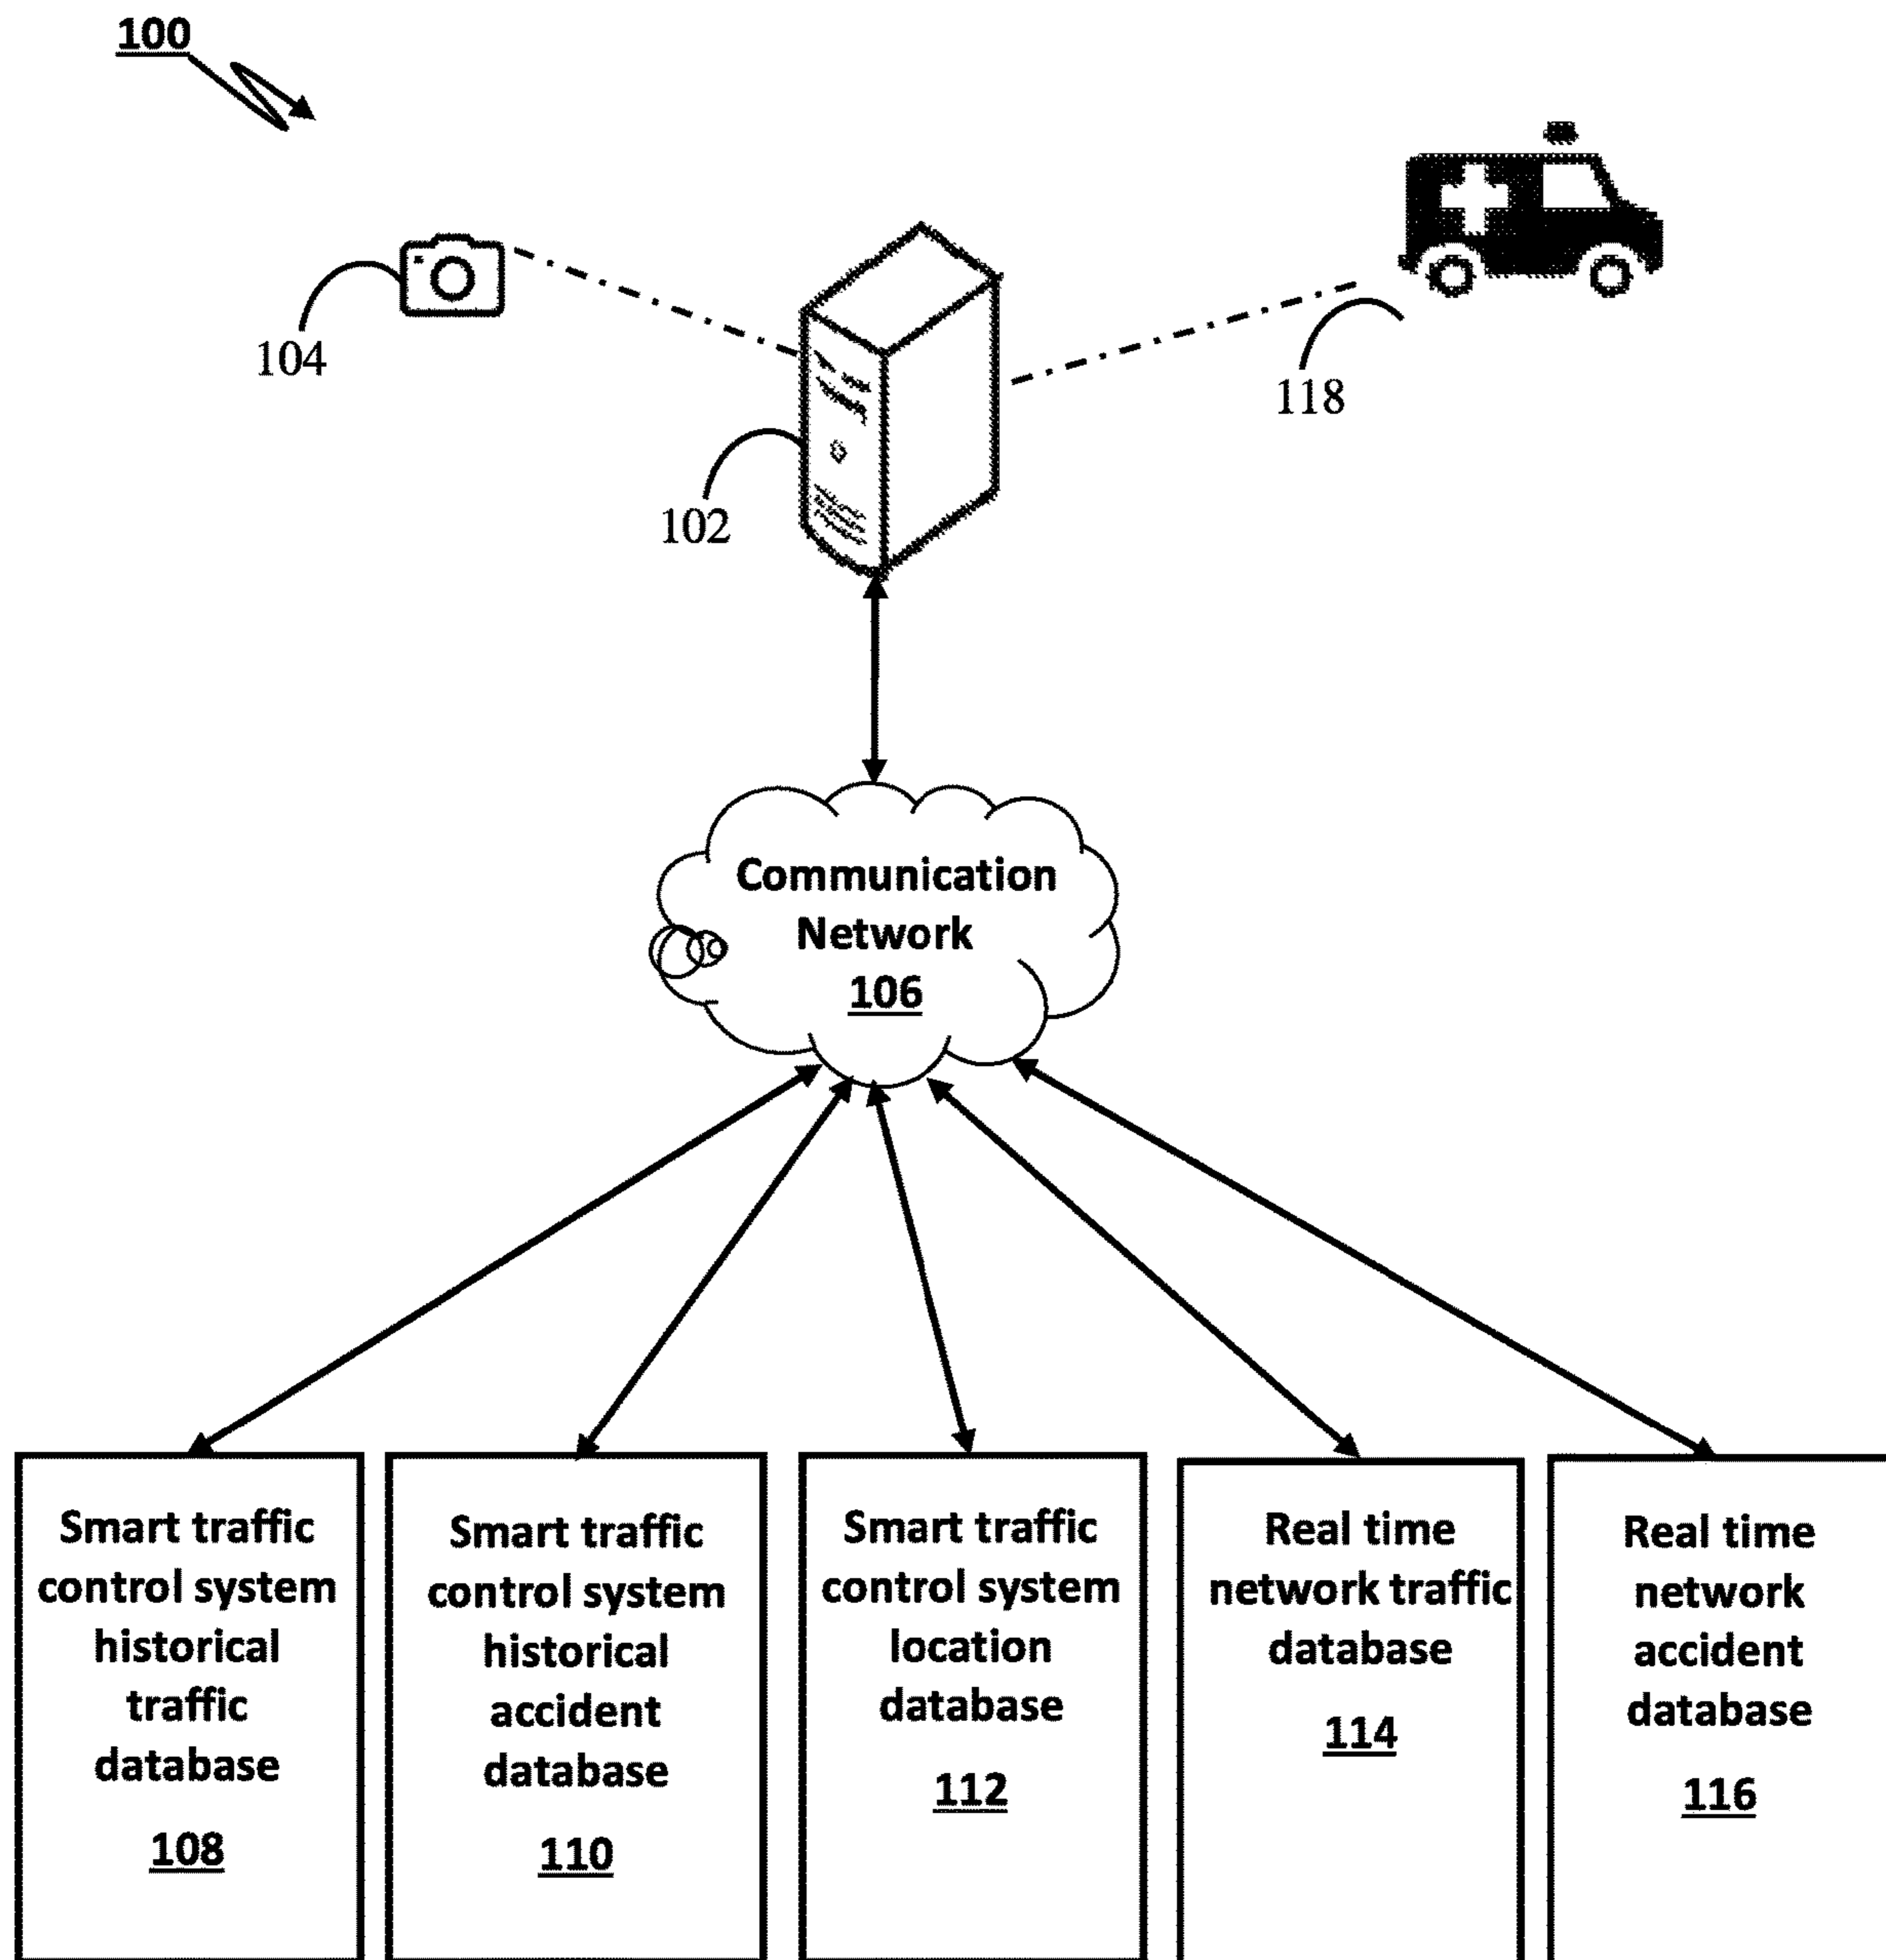 100
104
118
102
Communication
Network
106
Smart traffic
control system
historical
traffic
database
108
Smart traffic
control system
historical
accident
database
110
Smart traffic
control system
location
database
112
Real time
network traffic
database
114
Real time
network
accident
database
116